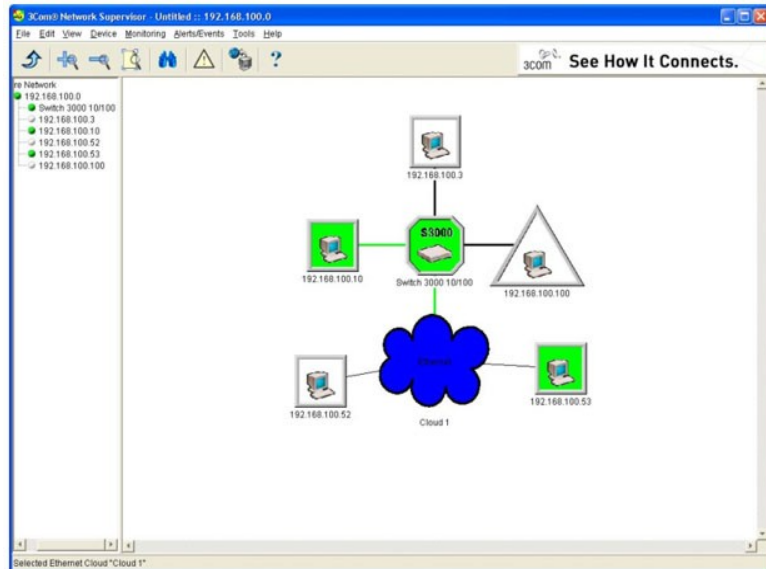 3Com® Network Supervisor - Untitled :: 192.168.100.0
File Edit View Device Monitoring Alerts/Events Tools Help
?
3com See How It Connects.
re Network
192.168.100.0
Switch 3000 10/100
192.168.100.3
192.168.100.10
192.168.100.52
192.168.100.53
192.168.100.100
192.168.100.3
S3000
192.168.100.10
Switch 3000 10/100
192.168.100.100
Ethernet
192.168.100.52
192.168.100.53
Cloud 1
Selected Ethernet Cloud "Cloud 1"